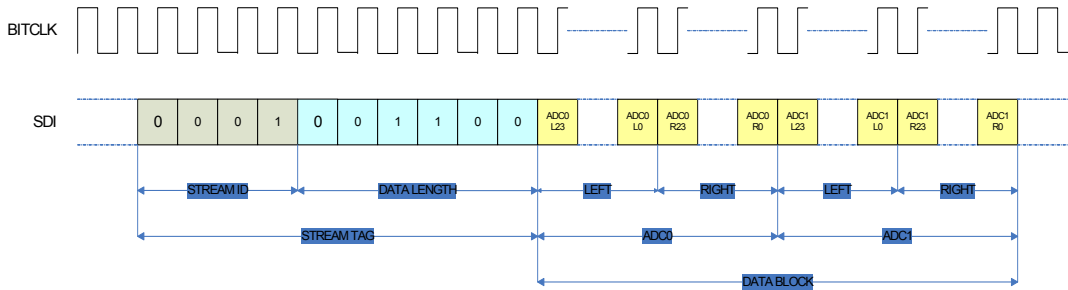 BITCLK
SDI
0 0 0 1 0 0 1 1 0 0
ADC0 L23
ADC0 L0
ADC0 R23
ADC0 R0
ADC1 L23
ADC1 L0
ADC1 R23
ADC1 R0
STREAM ID DATA LENGTH LEFT RIGHT LEFT RIGHT
STREAM TAG ADC0 ADC1
DATA BLOCK